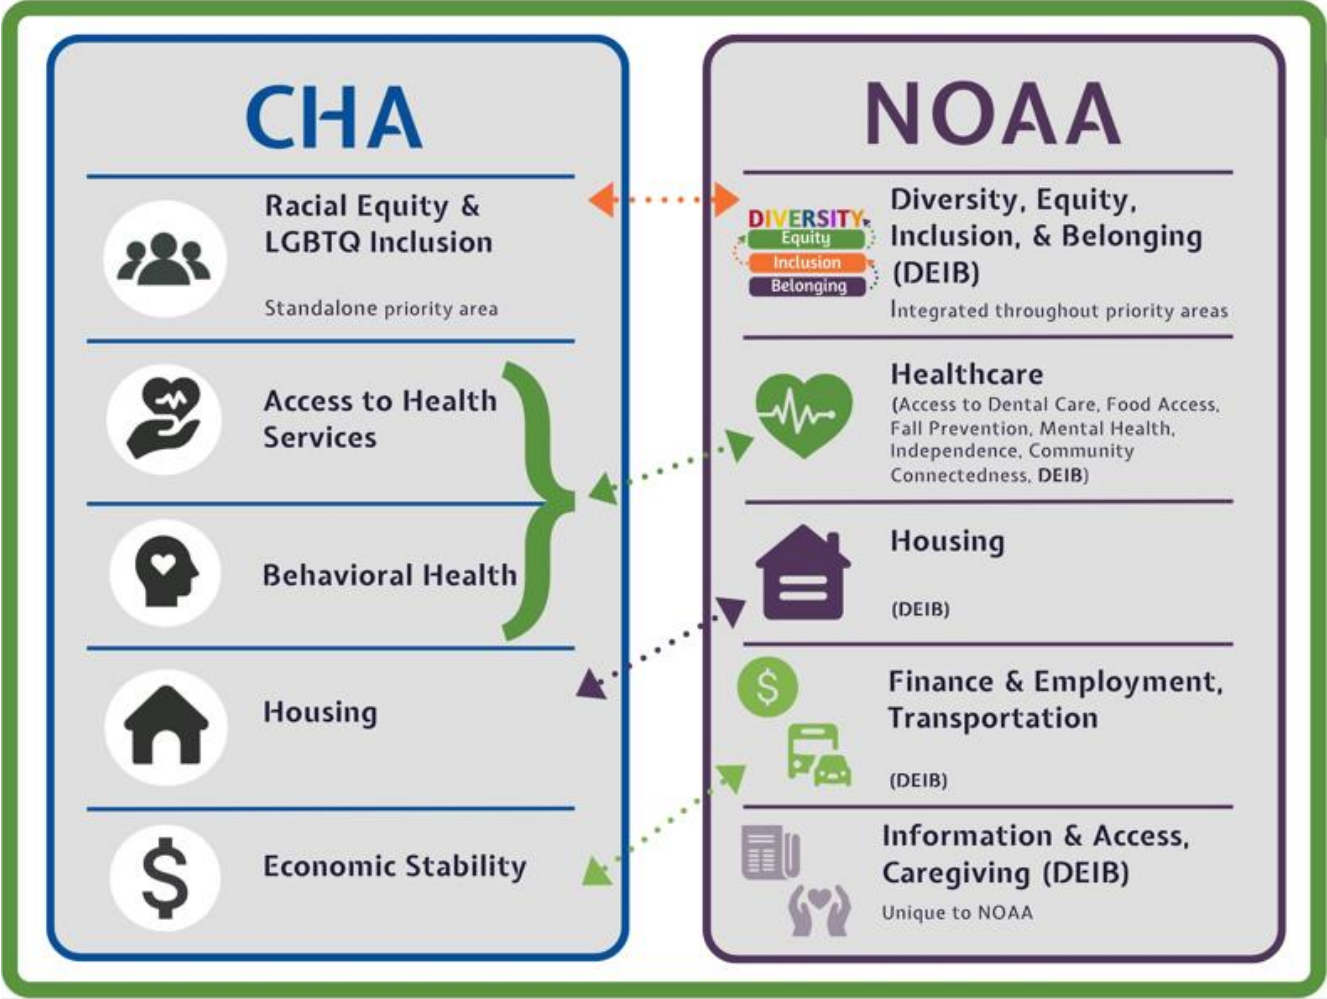 CHA
Racial Equity &
LGBTQ Inclusion
Standalone priority area
Access to Health
Services
Behavioral Health
Housing
$
Economic Stability
NOAA
DIVERSITY
Equity
Inclusion
Belonging
Diversity, Equity,
Inclusion, & Belonging
(DEIB)
Integrated throughout priority areas
Healthcare
(Access to Dental Care, Food Access,
Fall Prevention, Mental Health,
Independence, Community
Connectedness, DEIB)
Housing
(DEIB)
$
Finance & Employment,
Transportation
(DEIB)
Information & Access,
Caregiving (DEIB)
Unique to NOAA